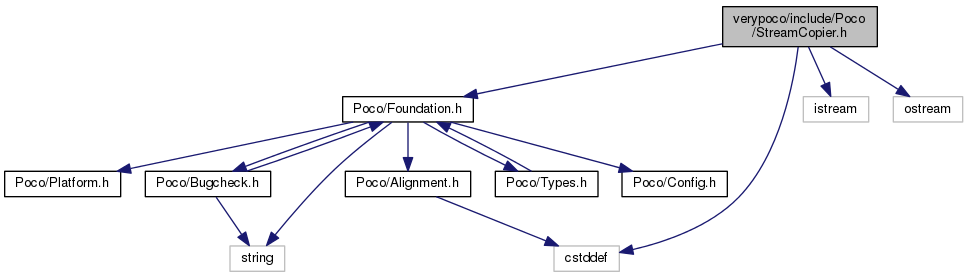 verypoco/include/Poco
/StreamCopier.h
Poco/Foundation.h
istream
ostream
Poco/Platform.h
Poco/Bugcheck.h
Poco/Alignment.h
Poco/Types.h
Poco/Config.h
string
cstddef